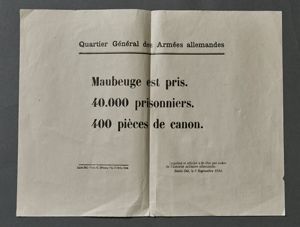 Quartier Général des Armées allemandes
Maubeuge est pris.
40.000 prisonniers.
400 pièces de canon.